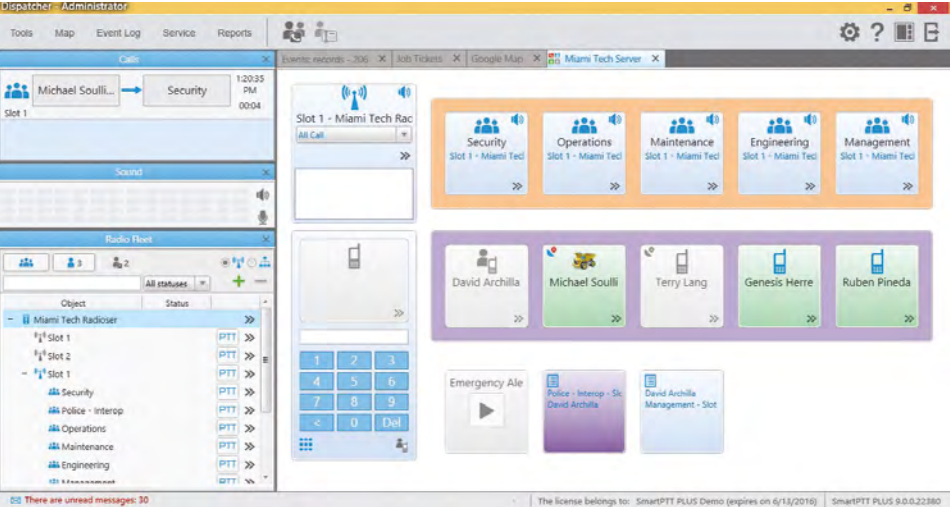 Dispatcher - Administrator
Tools Map Event Log Service Reports
Calls
Events: records - 206 Job Tickets Google Map Miami Tech Server
Michael Soulli... Security
1:20:35
PM
00:04
Slot 1
Sound
Radio Fleet
3 2
All statuses
Object Status
Miami Tech Radioser
Slot 1 PTT
Slot 2 PTT
Slot 1 PTT
Security PTT
Police - Interop PTT
Operations PTT
Maintenance PTT
Engineering PTT
Management PTT
Slot 1 - Miami Tech Rac
All Call
1 2 3
4 5 6
7 8 9
< 0 Del
Security
Slot 1 - Miami Tecl
Operations
Slot 1 - Miami Tecl
Maintenance
Slot 1 - Miami Tecl
Engineering
Slot 1 - Miami Tecl
Management
Slot 1 - Miami Tecl
David Archilla
Michael Soulli
Terry Lang
Genesis Herre
Ruben Pineda
Emergency Ale
Police - Interop - Slo
David Archilla
David Archilla
Management - Slot
There are unread messages: 30
The license belongs to: SmartPTT PLUS Demo (expires on 6/13/2016) SmartPTT PLUS 9.0.0.22380